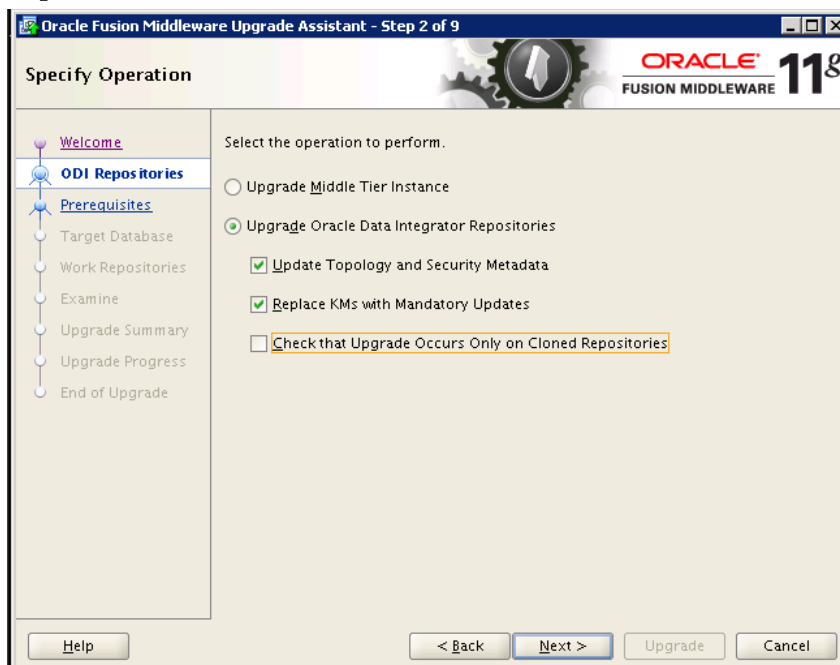 Oracle Fusion Middleware Upgrade Assistant - Step 2 of 9
Specify Operation
ORACLE
FUSION MIDDLEWARE
11g
Welcome
ODI Repositories
Prerequisites
Target Database
Work Repositories
Examine
Upgrade Summary
Upgrade Progress
End of Upgrade
Select the operation to perform.
Upgrade Middle Tier Instance
Upgrade Oracle Data Integrator Repositories
Update Topology and Security Metadata
Replace KMs with Mandatory Updates
Check that Upgrade Occurs Only on Cloned Repositories
Help
< Back
Next >
Upgrade
Cancel